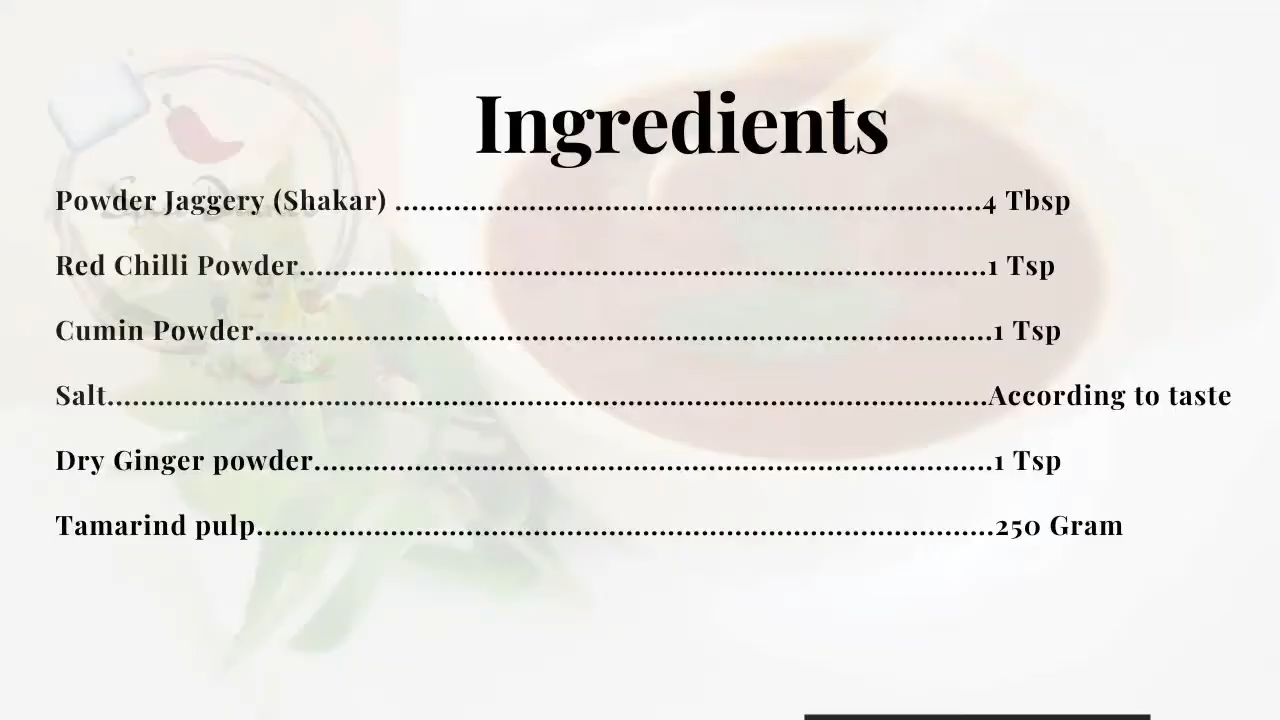 Ingredients
Powder Jaggery (Shakar) ......................................................................4 Tbsp
Red Chilli Powder..................................................................................1 Tsp
Cumin Powder........................................................................................1 Tsp
Salt.........................................................................................................According to taste
Dry Ginger powder.................................................................................1 Tsp
Tamarind pulp........................................................................................250 Gram